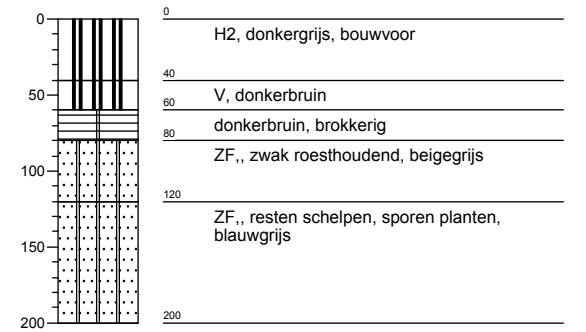 0
50
100
150
200
0
H2, donkergrijs, bouwvoor
40
V, donkerbruin
60
donkerbruin, brokkerig
80
ZF,, zwak roesthoudend, beigegrijs
120
ZF,, resten schelpen, sporen planten,
blauwgrijs
200